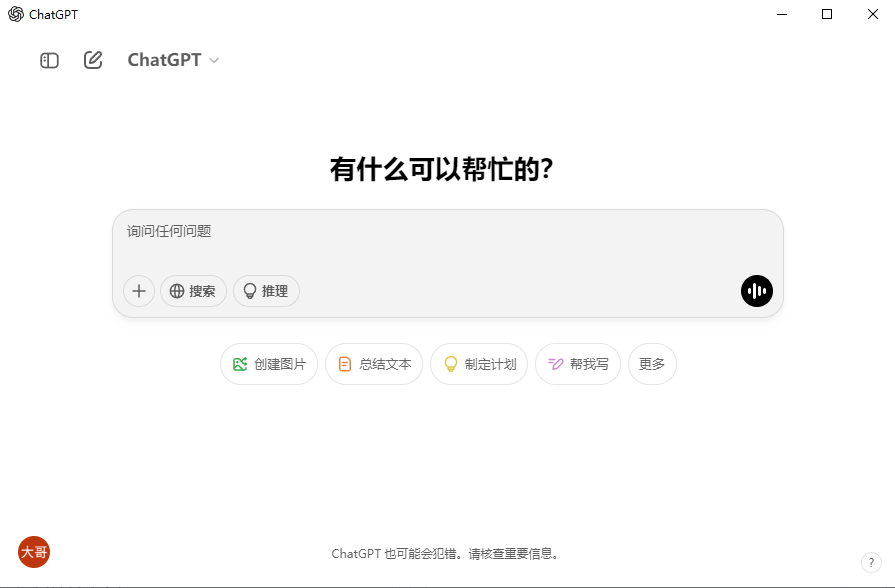 ChatGPT
ChatGPT
有什么可以帮忙的？
询问任何问题
搜索 推理
创建图片 总结文本 制定计划 帮我写 更多
大哥
ChatGPT 也可能会犯错。请核查重要信息。
?